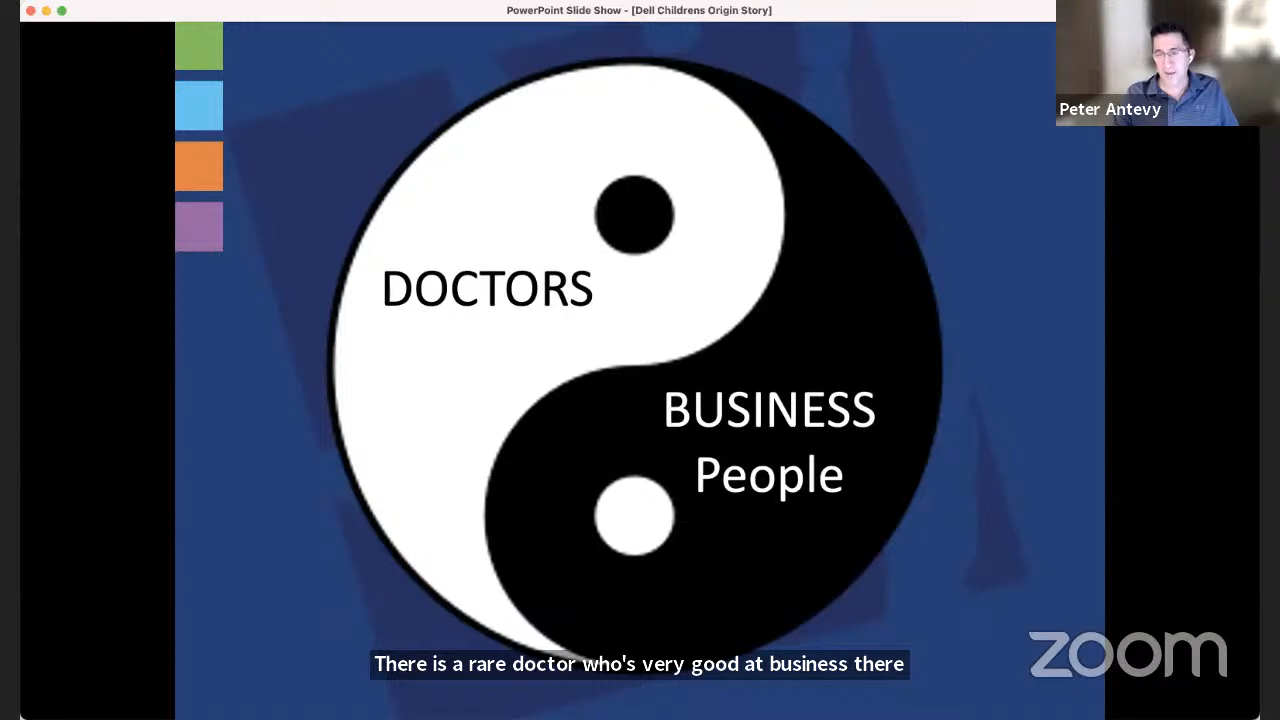 PowerPoint Slide Show - [Dell Childrens Origin Story]
Peter Antevy
DOCTORS
BUSINESS
People
There is a rare doctor who's very good at business there
zoom